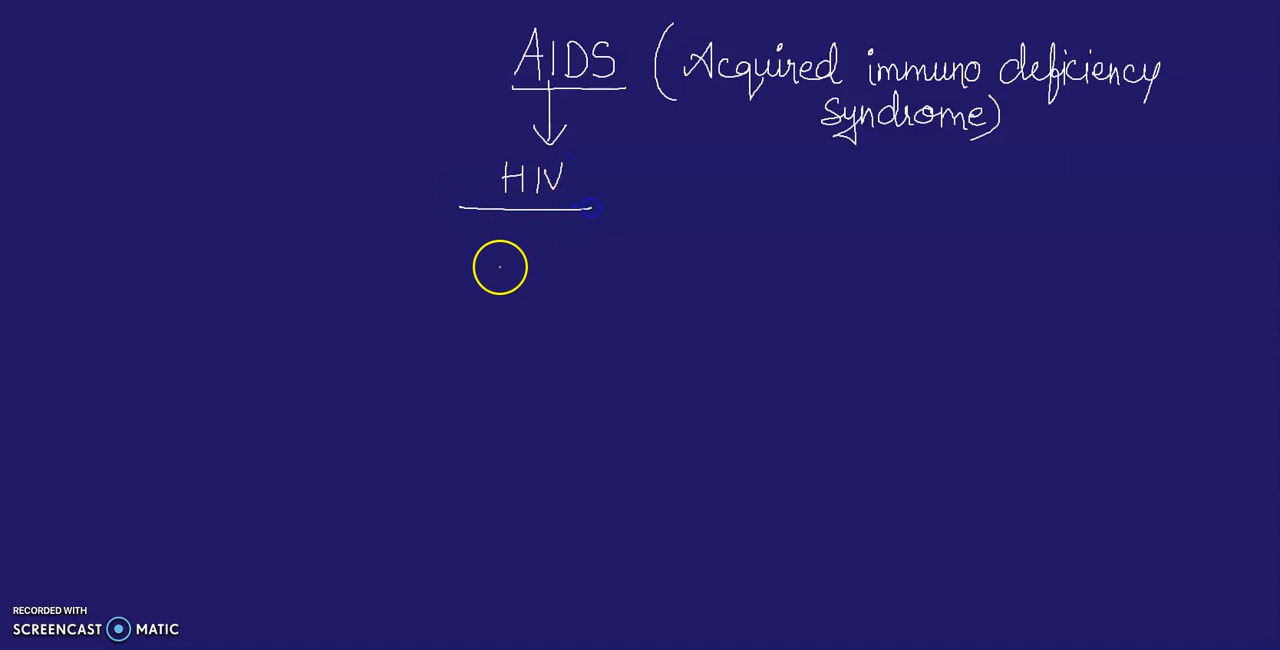 AIDS (Acquired immuno deficiency
syndrome)
HIV
RECORDED WITH
SCREENCAST MATIC